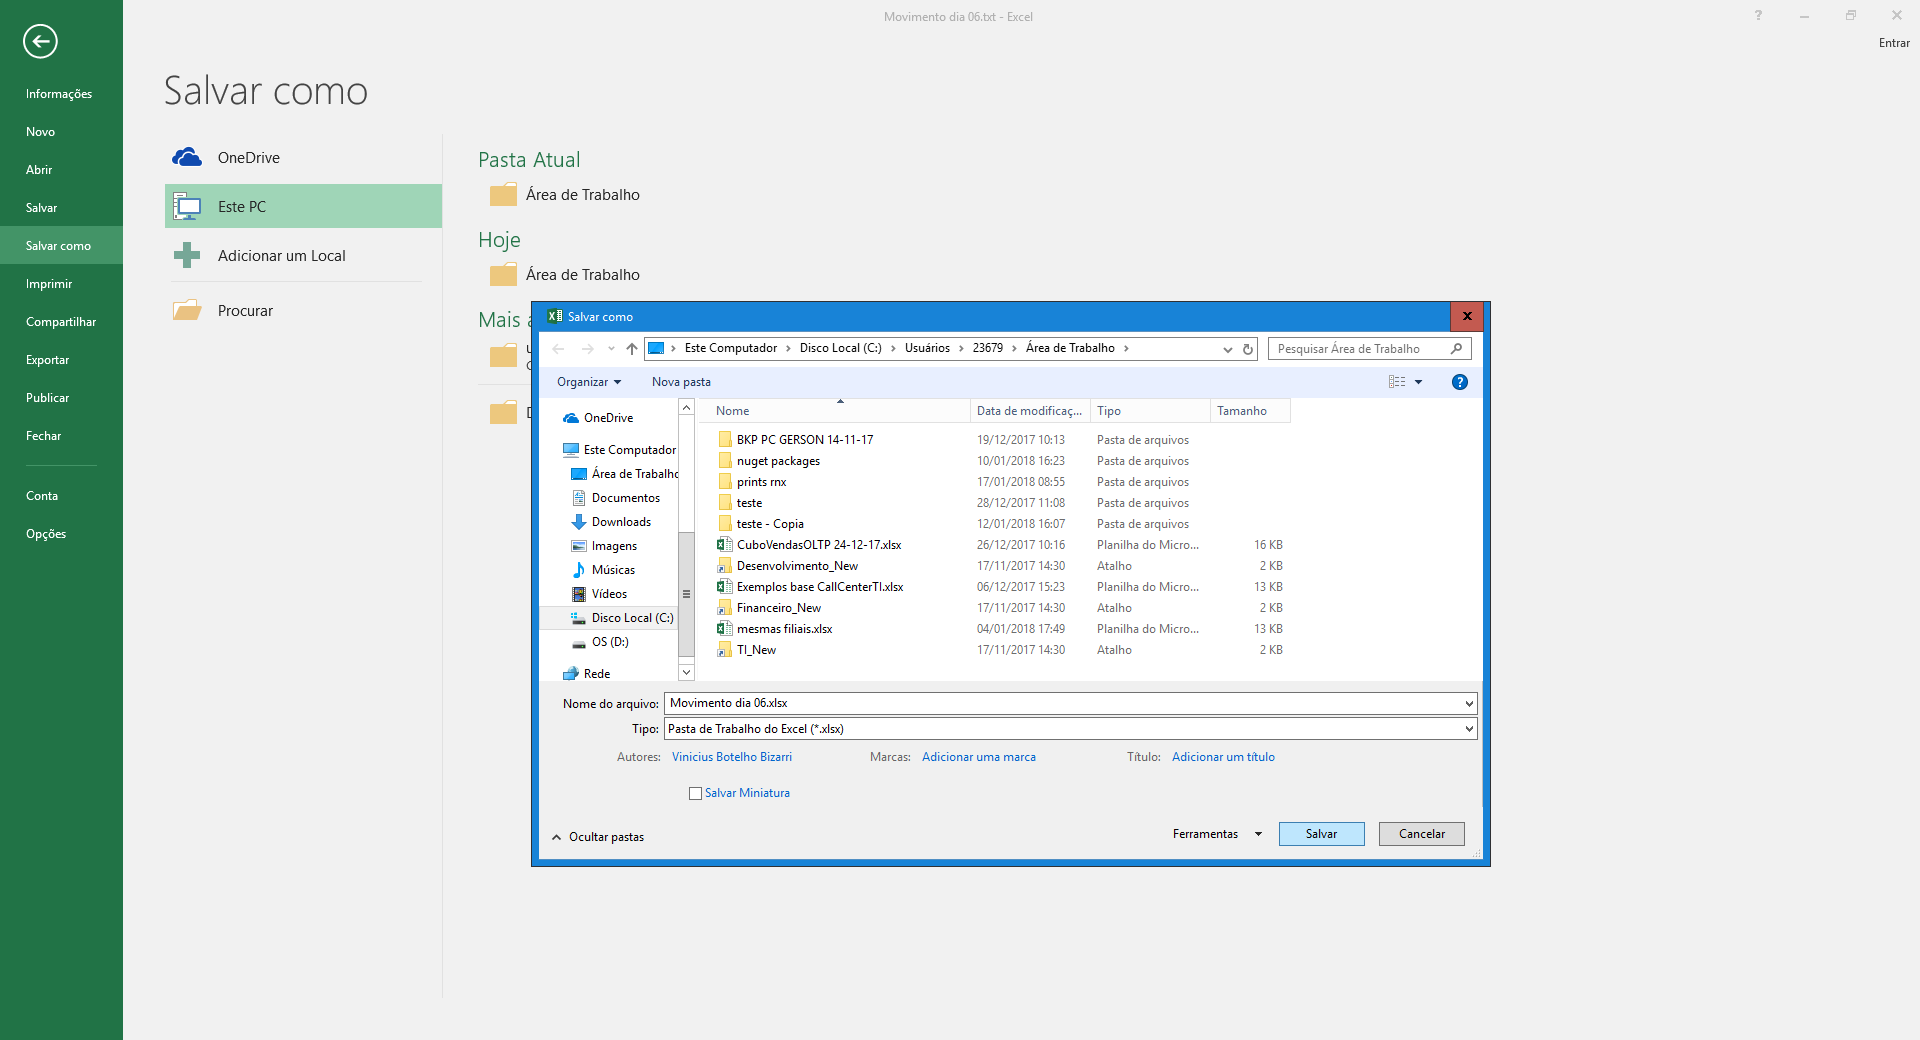 Movimento dia 06.txt - Excel
?
Entrar
Informações
Novo
Abrir
Salvar
Salvar como
Imprimir
Compartilhar
Exportar
Publicar
Fechar
Conta
Opções
Salvar como
OneDrive
Este PC
Adicionar um Local
Procurar
Pasta Atual
Área de Trabalho
Hoje
Área de Trabalho
Mais
Salvar como
Este Computador > Disco Local (C:) > Usuários > 23679 > Área de Trabalho >
Pesquisar Área de Trabalho
Organizar
Nova pasta
?
OneDrive
Este Computador
Área de Trabalho
Documentos
Downloads
Imagens
Músicas
Vídeos
Disco Local (C:)
OS (D:)
Rede
Nome Data de modificaç... Tipo Tamanho
BKP PC GERSON 14-11-17 19/12/2017 10:13 Pasta de arquivos
nuget packages 10/01/2018 16:23 Pasta de arquivos
prints rnx 17/01/2018 08:55 Pasta de arquivos
teste 28/12/2017 11:08 Pasta de arquivos
teste - Copia 12/01/2018 16:07 Pasta de arquivos
CuboVendasOLTP 24-12-17.xlsx 26/12/2017 10:16 Planilha do Micro... 16 KB
Desenvolvimento_New 17/11/2017 14:30 Atalho 2 KB
Exemplos base CallCenterTI.xlsx 06/12/2017 15:23 Planilha do Micro... 13 KB
Financeiro_New 17/11/2017 14:30 Atalho 2 KB
mesmas filiais.xlsx 04/01/2018 17:49 Planilha do Micro... 13 KB
TI_New 17/11/2017 14:30 Atalho 2 KB
Nome do arquivo: Movimento dia 06.xlsx
Tipo: Pasta de Trabalho do Excel (*.xlsx)
Autores: Vinicius Botelho Bizarri Marcas: Adicionar uma marca Título: Adicionar um título
Salvar Miniatura
Ocultar pastas
Ferramentas
Salvar
Cancelar